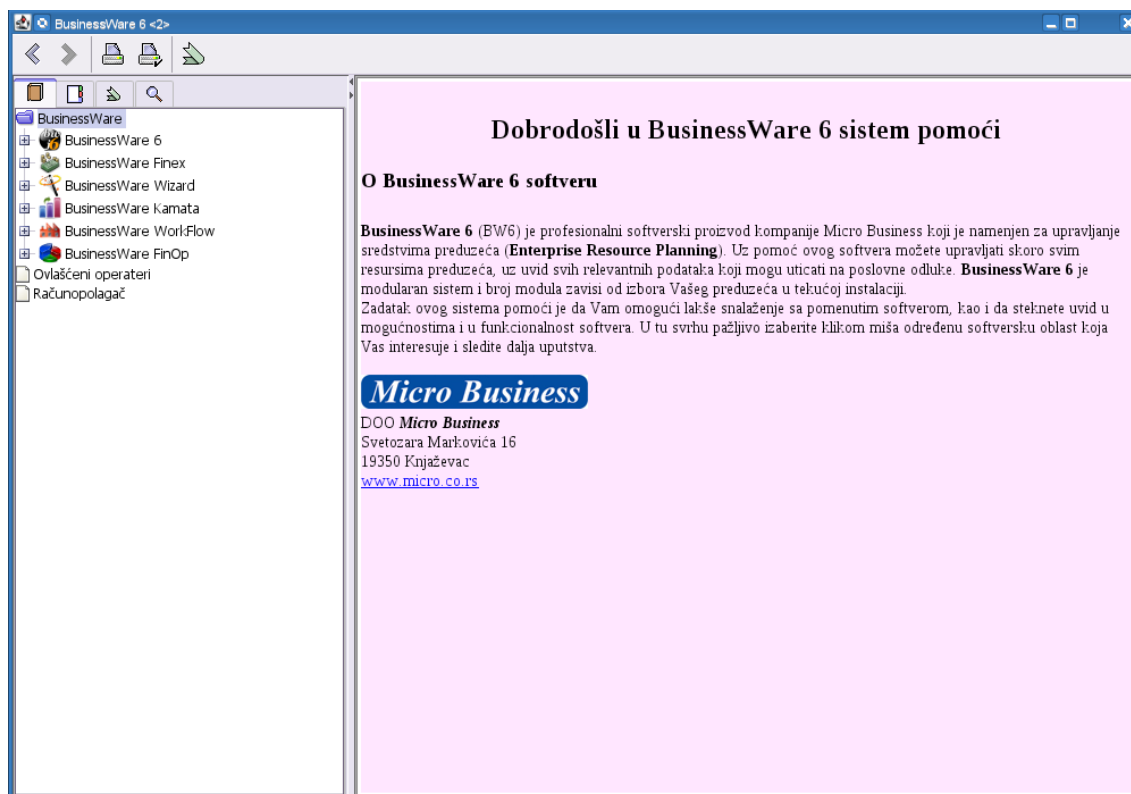 BusinessWare 6 <2>
BusinessWare
BusinessWare 6
BusinessWare Finex
BusinessWare Wizard
BusinessWare Kamata
BusinessWare WorkFlow
BusinessWare FinOp
Ovlašćeni operateri
Računopolagač
Dobrodošli u BusinessWare 6 sistem pomoći
O BusinessWare 6 softveru
BusinessWare 6 (BW6) je profesionalni softverski proizvod kompanije Micro Business koji je namenjen za upravljanje
sredstvima preduzeća (Enterprise Resource Planning). Uz pomoć ovog softvera možete upravljati skoro svim
resursima preduzeća, uz uvid svih relevantnih podataka koji mogu uticati na poslovne odluke. BusinessWare 6 je
modularan sistem i broj modula zavisi od izbora Vašeg preduzeća u tekućoj instalaciji.
Zadatak ovog sistema pomoći je da Vam omogući lakše snalaženje sa pomenutim softverom, kao i da steknete uvid u
mogućnostima i u funkcionalnost softvera. U tu svrhu pažljivo izaberite klikom miša određenu softversku oblast koja
Vas interesuje i sledite dalja uputstva.
Micro Business
DOO Micro Business
Svetozara Markovića 16
19350 Knjaževac
www.micro.co.rs